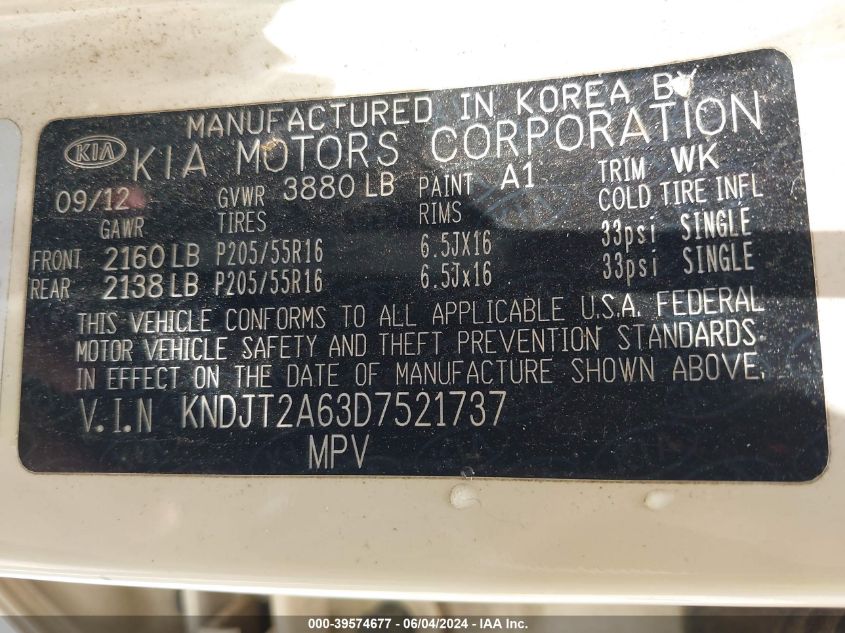 MANUFACTURED IN KOREA BY
KIA KIA MOTORS CORPORATION
09/12 GVWR 3880 LB PAINT A1 TRIM WK
GAWR TIRES RIMS COLD TIRE INFL
FRONT 2160 LB P205/55R16 6.5JX16 33psi SINGLE
REAR 2138 LB P205/55R16 6.5Jx16 33psi SINGLE
THIS VEHICLE CONFORMS TO ALL APPLICABLE U.S.A. FEDERAL
MOTOR VEHICLE SAFETY AND THEFT PREVENTION STANDARDS
IN EFFECT ON THE DATE OF MANUFACTURE SHOWN ABOVE.
V.I.N KNDJT2A63D7521737
MPV
000-39574677 - 06/04/2024 - IAA Inc.